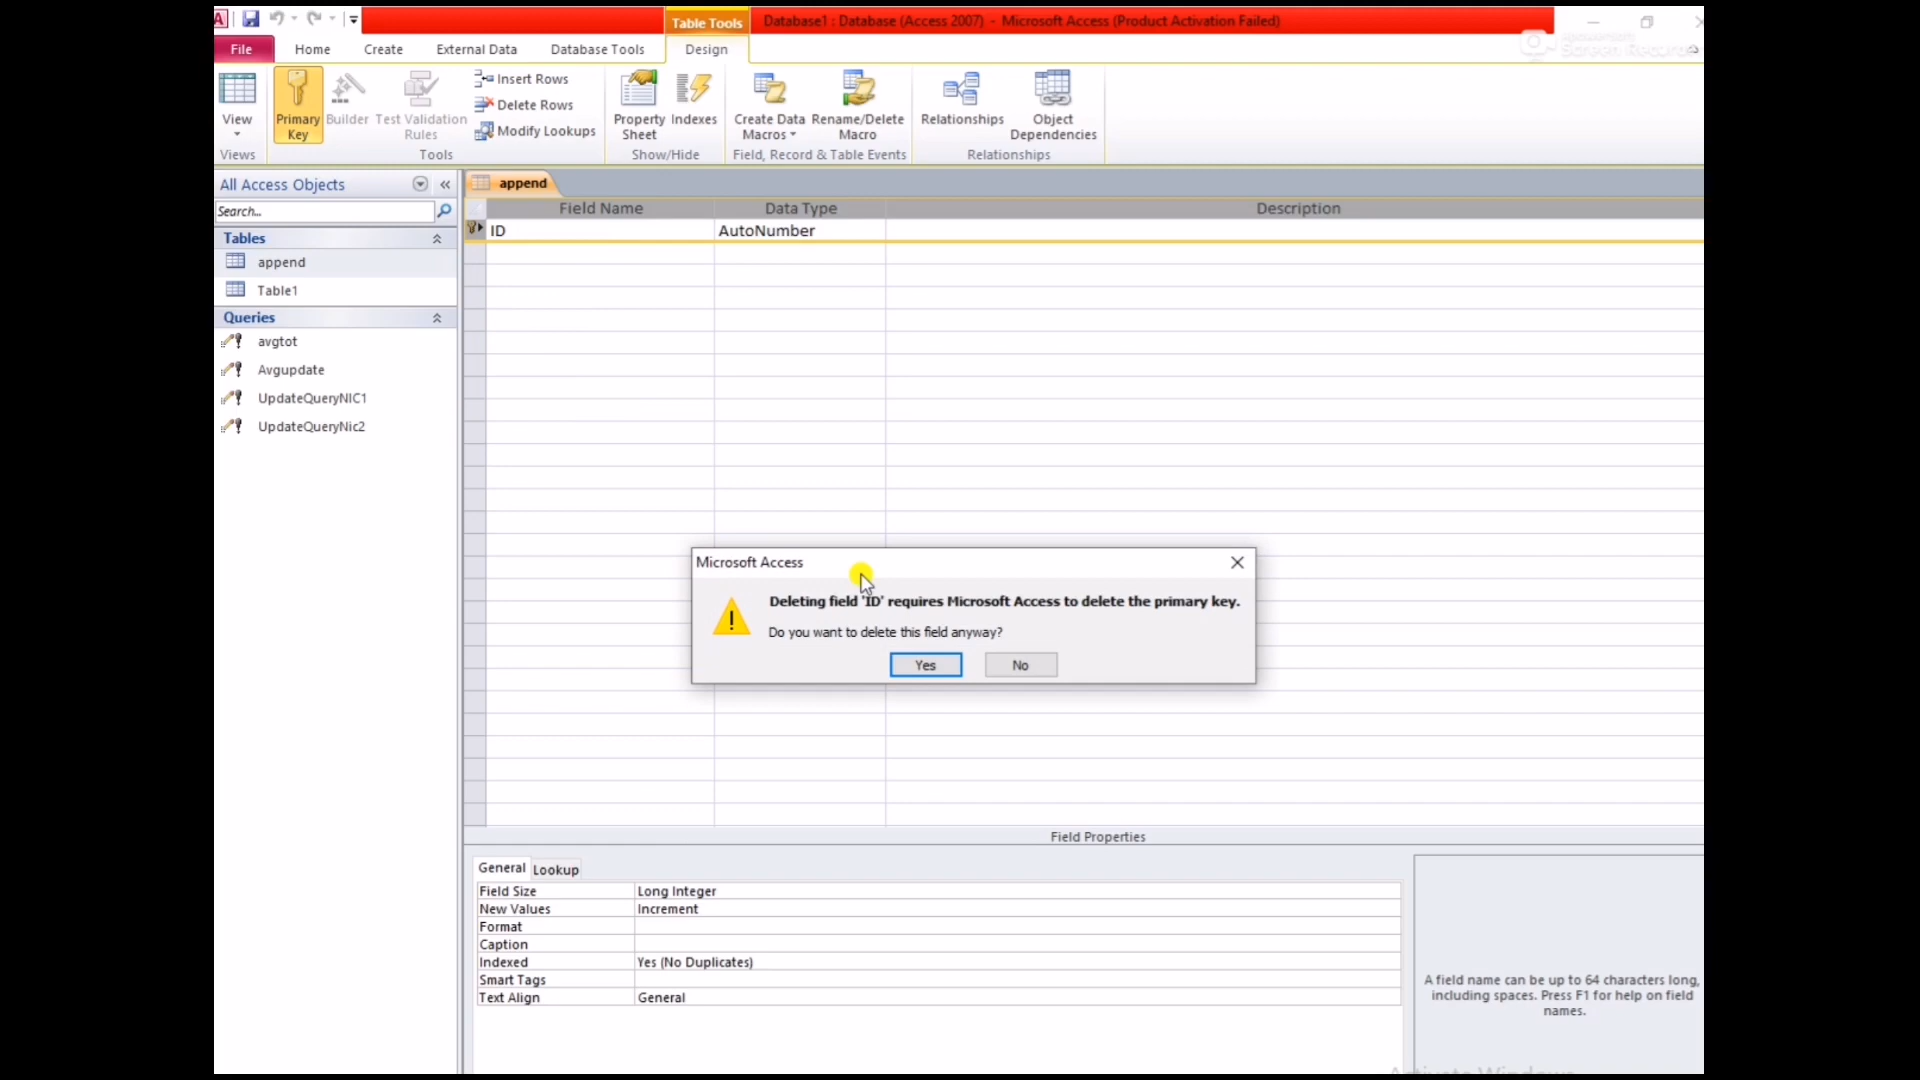 A
Table Tools
Database1 : Database (Access 2007) - Microsoft Access (Product Activation Failed)
File
Home
Create
External Data
Database Tools
Design
Screen Recor
View
Primary Key
Builder
Test Validation Rules
Insert Rows
Delete Rows
Modify Lookups
Property Sheet
Indexes
Create Data Macros
Rename/Delete Macro
Relationships
Object Dependencies
Views
Tools
Show/Hide
Field, Record & Table Events
Relationships
All Access Objects
Search...
Tables
append
Table1
Queries
avgtot
Avgupdate
UpdateQueryNIC1
UpdateQueryNic2
append
Field Name
Data Type
Description
ID
AutoNumber
Microsoft Access
Deleting field 'ID' requires Microsoft Access to delete the primary key.
Do you want to delete this field anyway?
Yes
No
Field Properties
General
Lookup
Field Size
Long Integer
New Values
Increment
Format
Caption
Indexed
Yes (No Duplicates)
Smart Tags
Text Align
General
A field name can be up to 64 characters long,
including spaces. Press F1 for help on field
names.